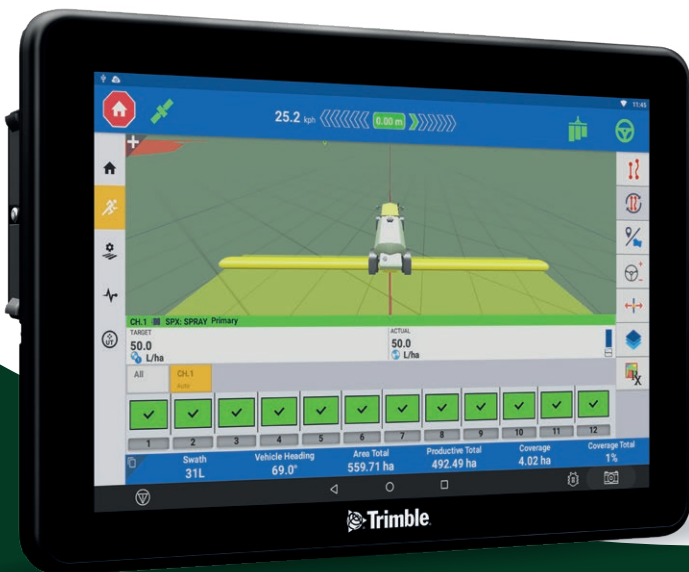 11:45
25.2 kph
0.00 m
CH.1 SPX: SPRAY Primary
TARGET
50.0
L/ha
ACTUAL
50.0
L/ha
All
CH.1
Auto
1 2 3 4 5 6 7 8 9 10 11 12
Swath Vehicle Heading Area Total Productive Total Coverage Coverage Total
31L 69.0° 559.71 ha 492.49 ha 4.02 ha 1%
UT
RX
Trimble